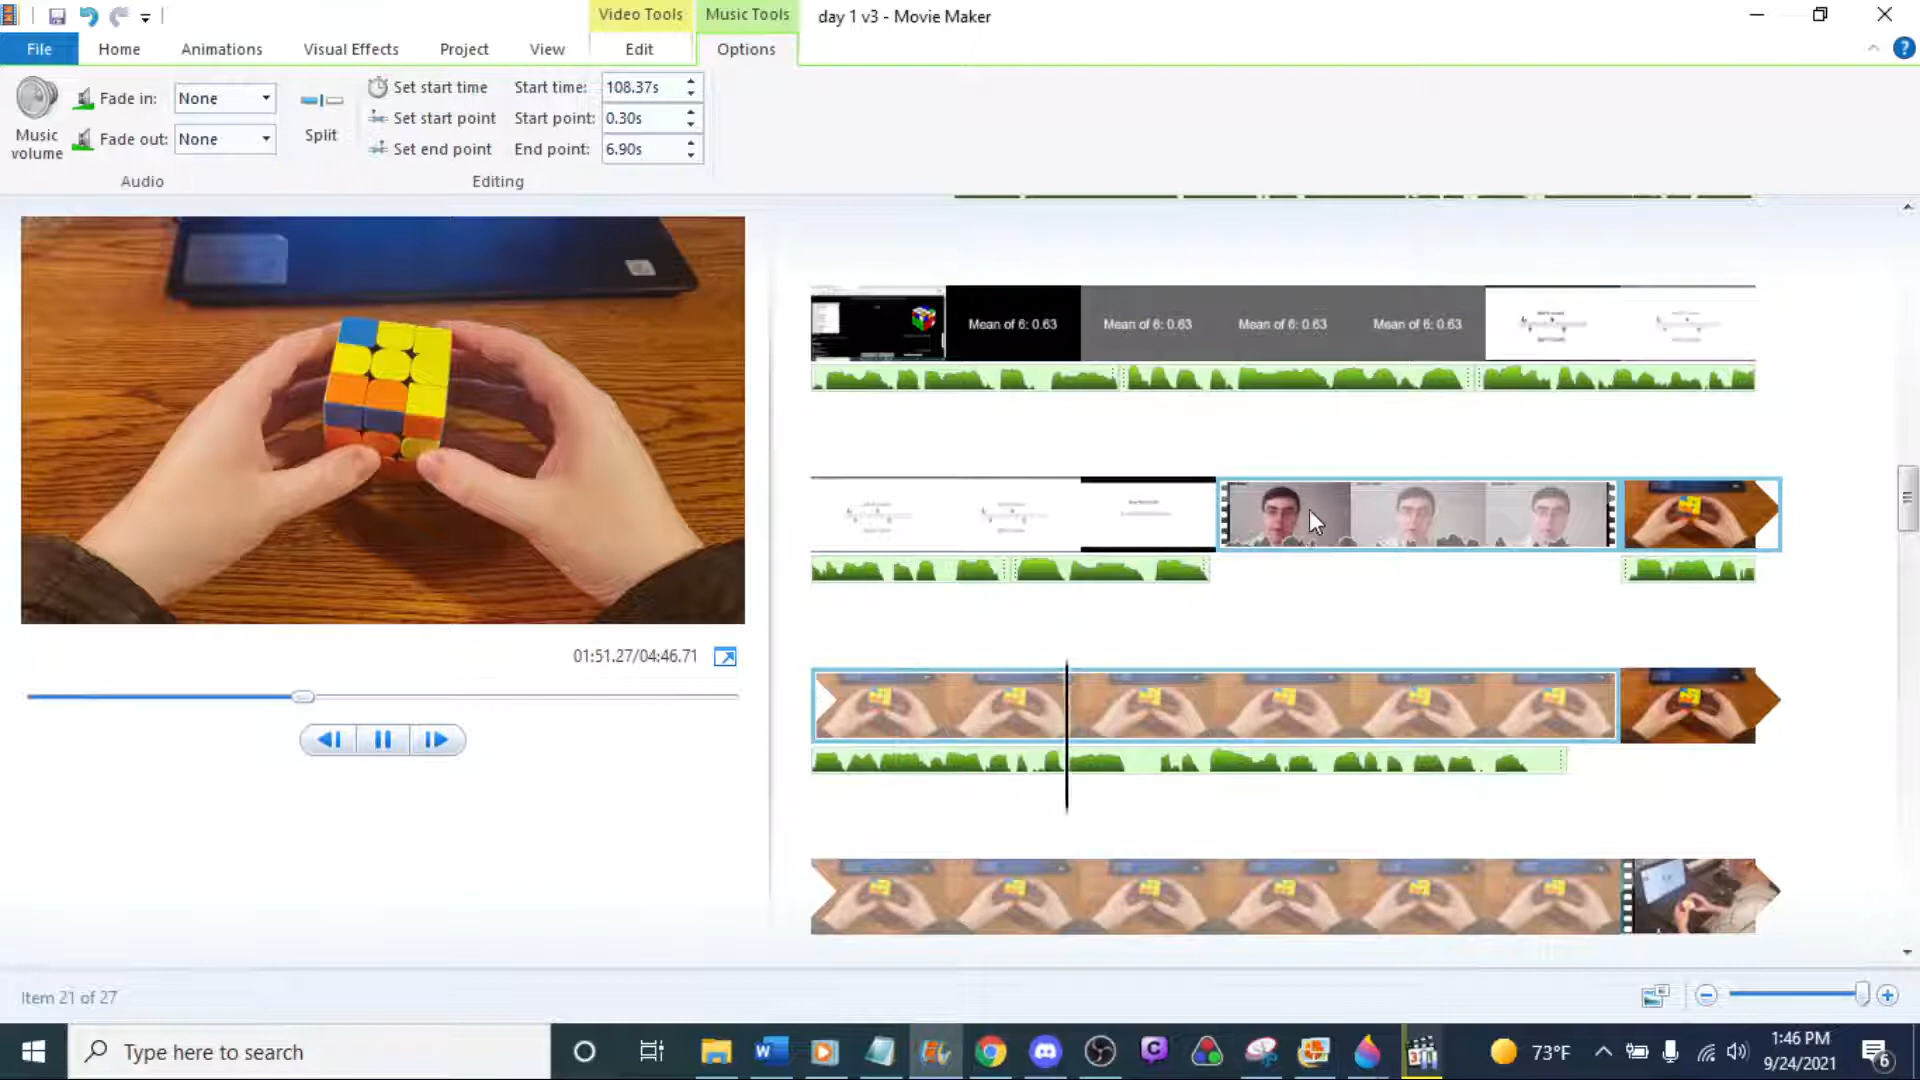 Video Tools
Music Tools
day 1 v3 - Movie Maker
File
Home
Animations
Visual Effects
Project
View
Edit
Options
Music volume
Fade in:
None
Fade out:
None
Split
Set start time
Start time:
108.37s
Set start point
Start point:
0.30s
Set end point
End point:
6.90s
Audio
Editing
Mean of 6: 0.63
Mean of 6: 0.63
Mean of 6: 0.63
Mean of 6: 0.63
01:51.27/04:46.71
Item 21 of 27
Type here to search
73°F
1:46 PM
9/24/2021
6